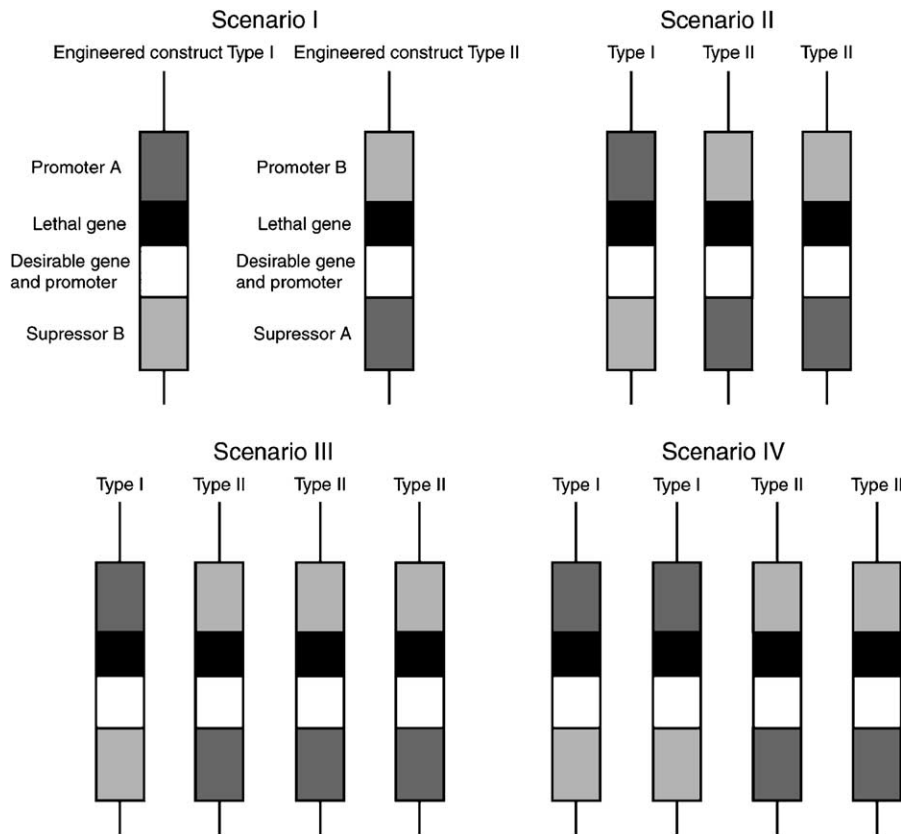 Scenario I
Engineered construct Type I
Engineered construct Type II
Promoter A
Lethal gene
Desirable gene
and promoter
Supressor B
Promoter B
Lethal gene
Desirable gene
and promoter
Supressor A
Scenario II
Type I
Type II
Type II
Scenario III
Type I
Type II
Type II
Type II
Scenario IV
Type I
Type I
Type II
Type II